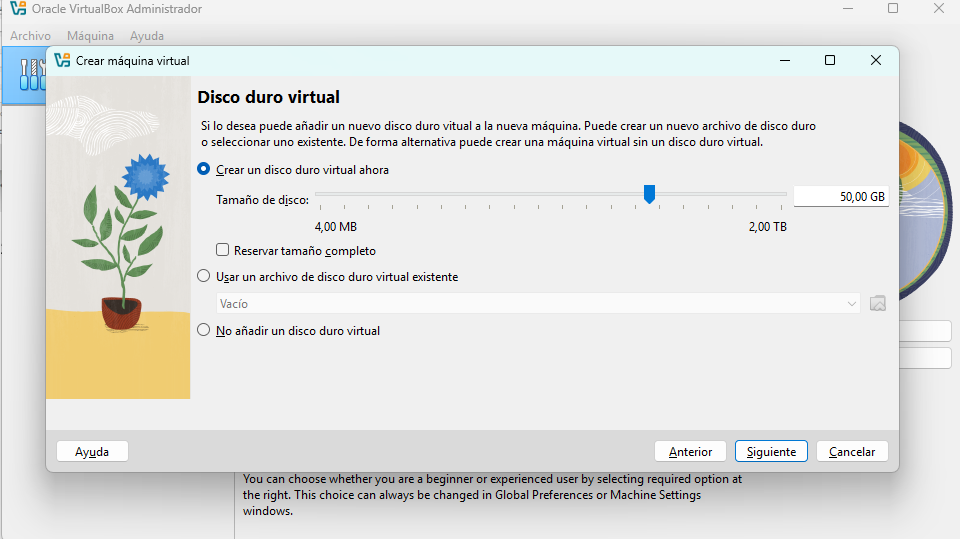 Oracle VirtualBox Administrador
Archivo Máquina Ayuda
Crear máquina virtual
Disco duro virtual
Si lo desea puede añadir un nuevo disco duro vitual a la nueva máquina. Puede crear un nuevo archivo de disco duro
o seleccionar uno existente. De forma alternativa puede crear una máquina virtual sin un disco duro virtual.
Crear un disco duro virtual ahora
Tamaño de disco:
50,00 GB
4,00 MB
2,00 TB
Reservar tamaño completo
Usar un archivo de disco duro virtual existente
Vacío
No añadir un disco duro virtual
Ayuda
Anterior
Siguiente
Cancelar
You can choose whether you are a beginner or experienced user by selecting required option at
the right. This choice can always be changed in Global Preferences or Machine Settings
windows.